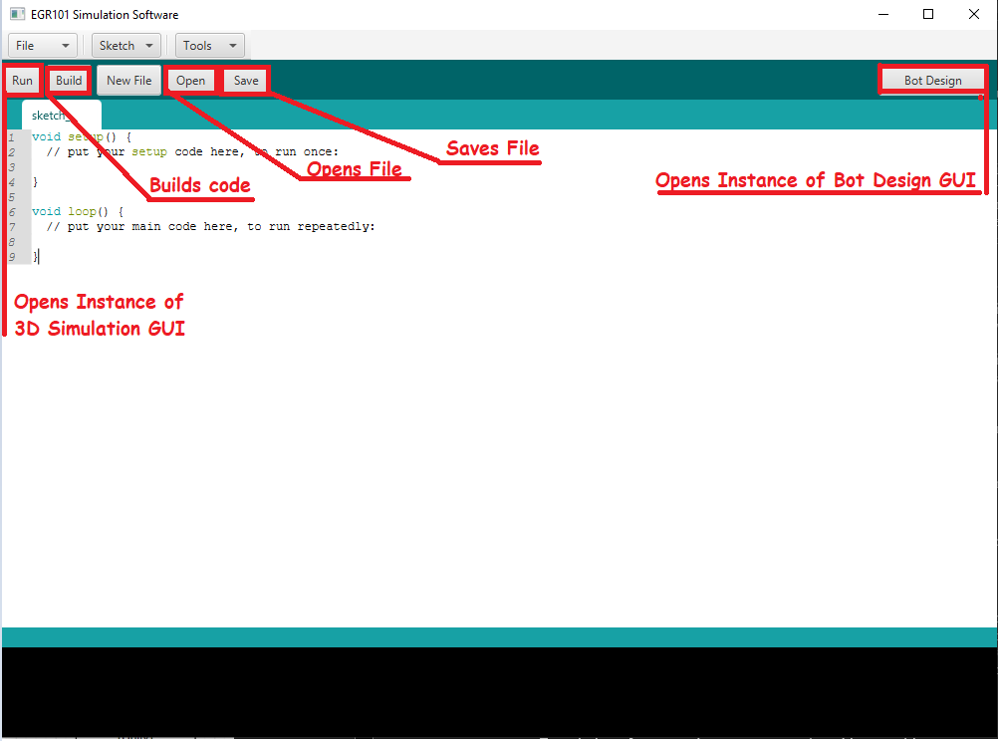 EGR101 Simulation Software
File Sketch Tools
Run Build New File Open Save Bot Design
sketch_
1 void setup() {
2 // put your setup code here, to run once:
3
4 }
5
6 void loop() {
7 // put your main code here, to run repeatedly:
8
9 }
Saves File
Opens File
Builds code
Opens Instance of Bot Design GUI
Opens Instance of
3D Simulation GUI